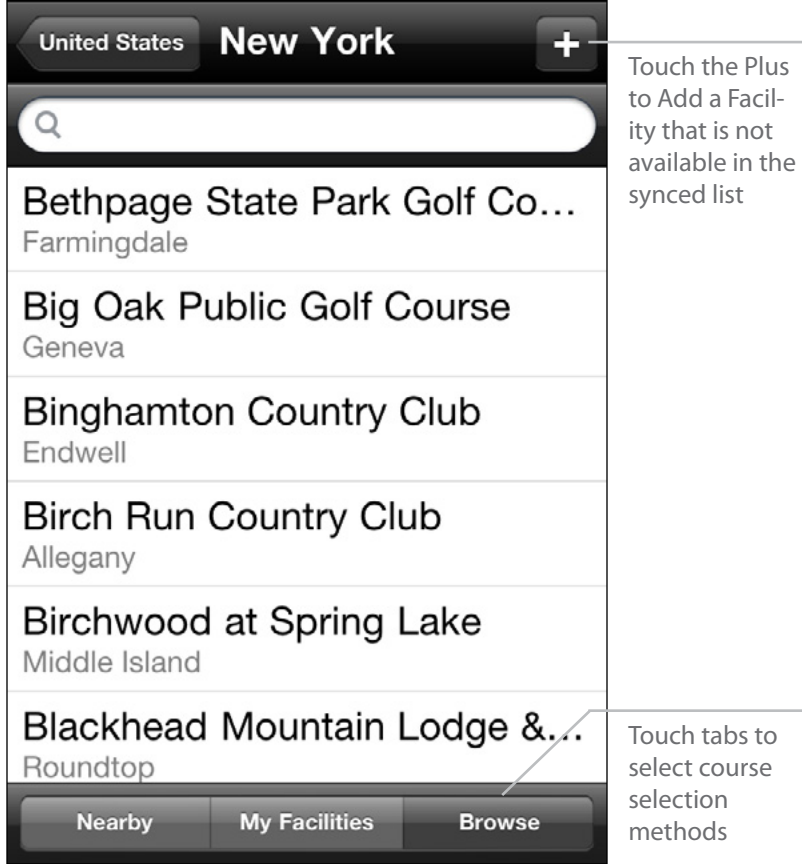 United States
New York
+
Touch the Plus
to Add a Facil-
ity that is not
available in the
synced list
Bethpage State Park Golf Co...
Farmingdale
Big Oak Public Golf Course
Geneva
Binghamton Country Club
Endwell
Birch Run Country Club
Allegany
Birchwood at Spring Lake
Middle Island
Blackhead Mountain Lodge &...
Roundtop
Touch tabs to
select course
selection
methods
Nearby
My Facilities
Browse